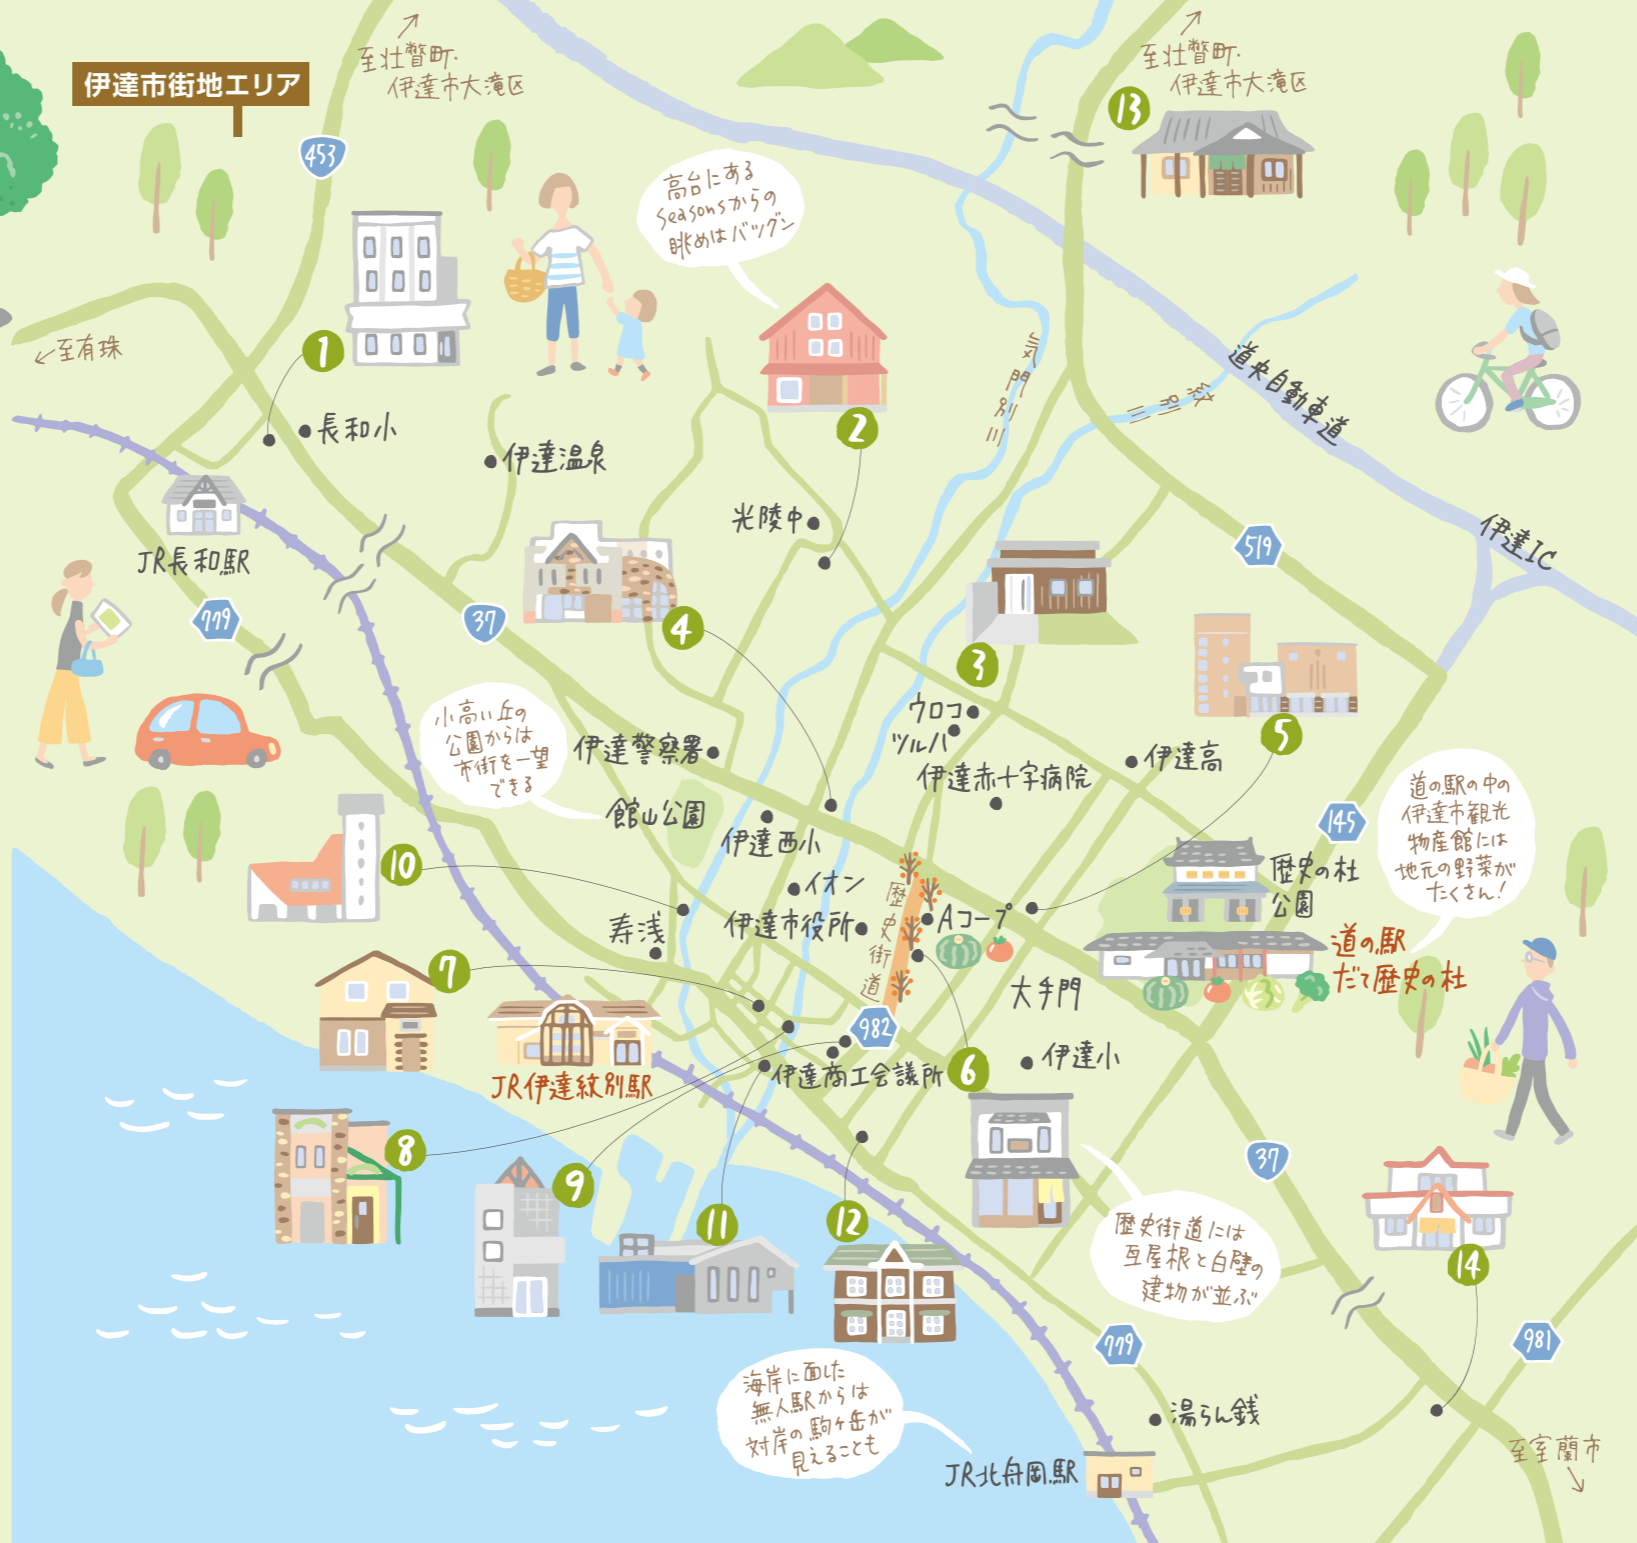 伊達市街地エリア
至壮瞥町.
伊達市大滝区
至壮瞥町.
伊達市大滝区
13
453
高台にある
seasonsからの
眺めはバツグン
1
←至有珠
2
気門別川
道央自動車道
長和小
伊達温泉
光陵中
伊達IC
519
JR長和駅
779
37
4
3
5
小高い丘の
公園からは
市街を一望
できる
伊達警察署
ウロコ
ツルハ
伊達高
伊達赤十字病院
道の駅の中の
伊達市観光
物産館には
地元の野菜が
たくさん!
館山公園
伊達西小
145
10
イオン
歴史の杜
公園
歴史街道
Aコープ
寿浅
伊達市役所
道の駅
だて歴史の杜
7
大手門
982
JR伊達紋別駅
伊達商工会議所
6
伊達小
8
9
11
12
37
14
歴史街道には
瓦屋根と白壁の
建物が並ぶ
779
981
海岸に面した
無人駅からは
対岸の駒ヶ岳が
見えることも
湯らん銭
JR北舟岡駅
至室蘭市